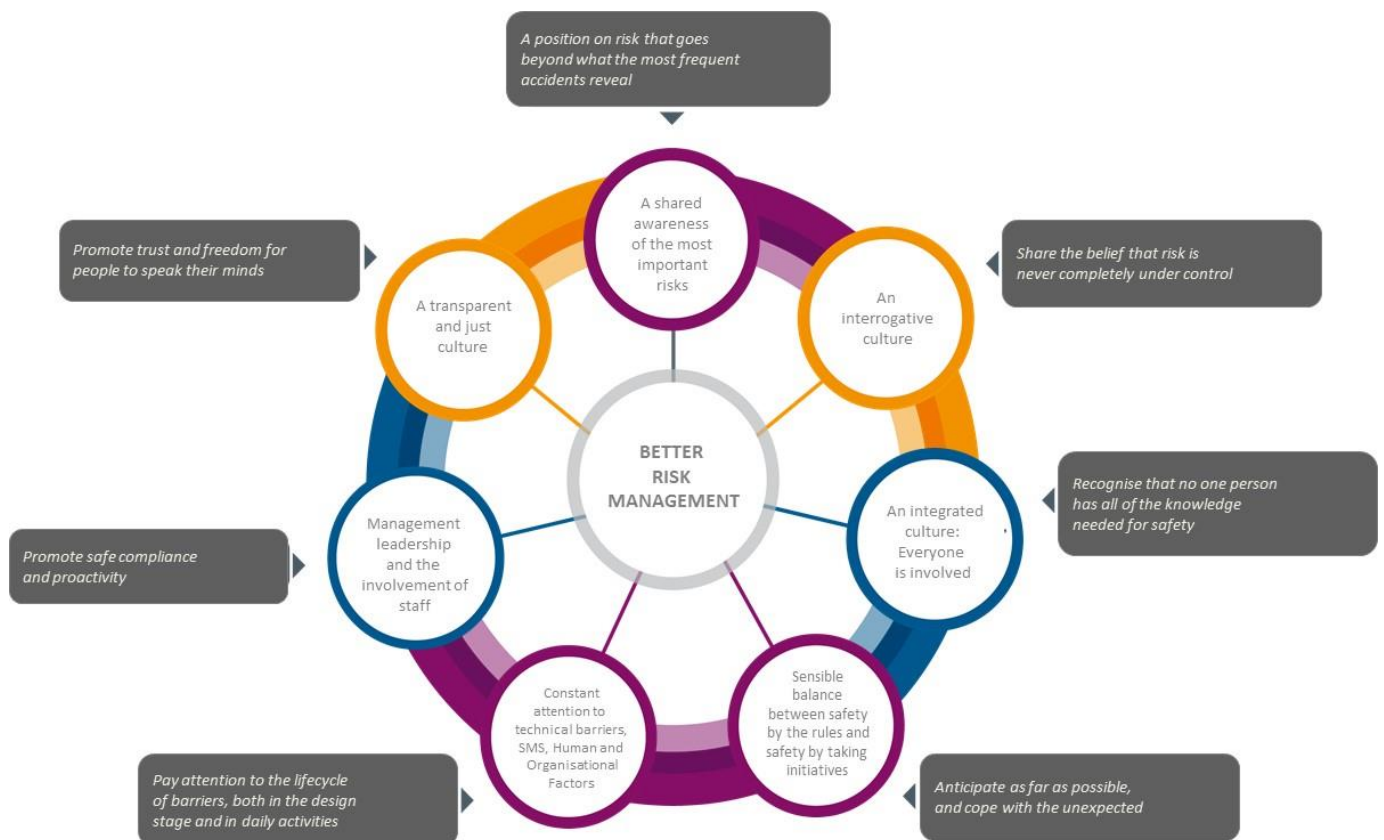 A position on risk that goes
beyond what the most frequent
accidents reveal
A shared
awareness
of the most
important
risks
Promote trust and freedom for
people to speak their minds
A transparent
and just
culture
An
interrogative
culture
Share the belief that risk is
never completely under control
BETTER
RISK
MANAGEMENT
An integrated
culture:
Everyone
is involved
Recognise that no one person
has all of the knowledge
needed for safety
Management
leadership
and the
involvement of
staff
Promote safe compliance
and proactivity
Constant
attention to
technical barriers,
SMS, Human and
Organisational
Factors
Sensible
balance
between safety
by the rules and
safety by taking
initiatives
Pay attention to the lifecycle
of barriers, both in the design
stage and in daily activities
Anticipate as far as possible,
and cope with the unexpected